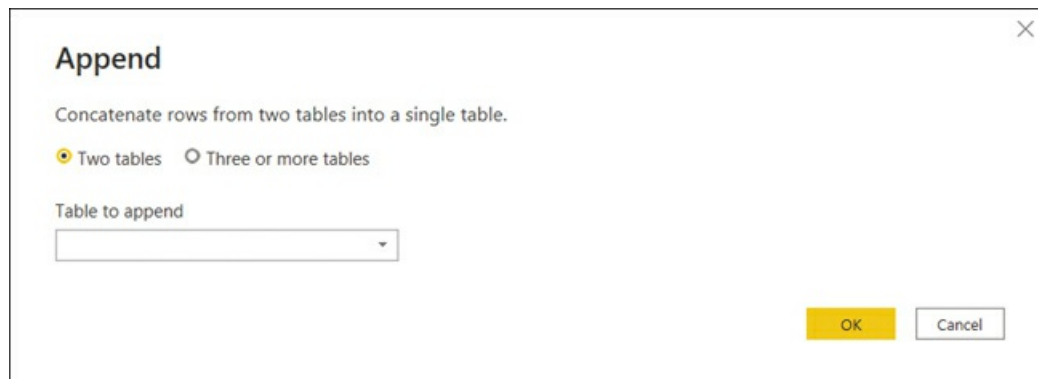 Append
Concatenate rows from two tables into a single table.
Two tables Three or more tables
Table to append
OK Cancel